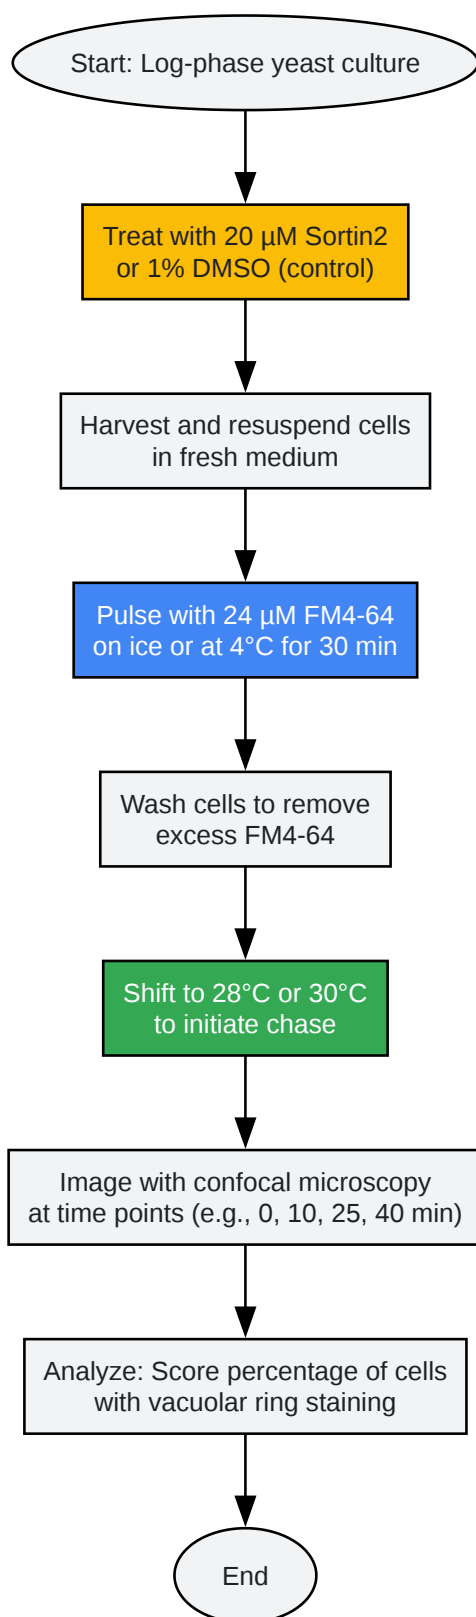 Start: Log-phase yeast culture
Treat with 20 µM Sortin2
or 1% DMSO (control)
Harvest and resuspend cells
in fresh medium
Pulse with 24 µM FM4-64
on ice or at 4°C for 30 min
Wash cells to remove
excess FM4-64
Shift to 28°C or 30°C
to initiate chase
Image with confocal microscopy
at time points (e.g., 0, 10, 25, 40 min)
Analyze: Score percentage of cells
with vacuolar ring staining
End